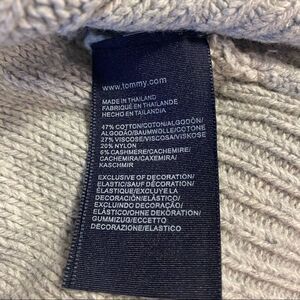 www.tommy.com
MADE IN THAILAND
FABRIQUÉ EN THAILANDE
HECHO EN TAILANDIA
47% COTTON/COTON/ALGODÓN/
ALGODÃO/BAUMWOLLE/COTONE
27% VISCOSE/VISCOSA/VISKOSE
20% NYLON
6% CASHMERE/CACHEMIRE/
CACHEMIRA/CAXEMIRA/
KASCHMIR
EXCLUSIVE OF DECORATION/
ELASTIC/SAUF DÉCORATION/
ÉLASTIQUE/EXCLUYE LA
DECORACIÓN/ELASTICO/
EXCLUINDO DECORAÇÃO/
ELÁSTICO/OHNE DEKORATION/
GUMMIZUG/ECCETTO
DECORAZIONE/ELASTICO